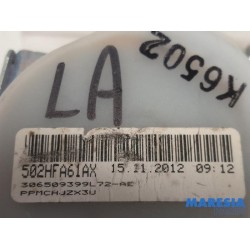 LA
K6502
502HFA61AX 15.11.2012 09:12
306509399L72-AE
PPMCHJZX3U
MARESIA